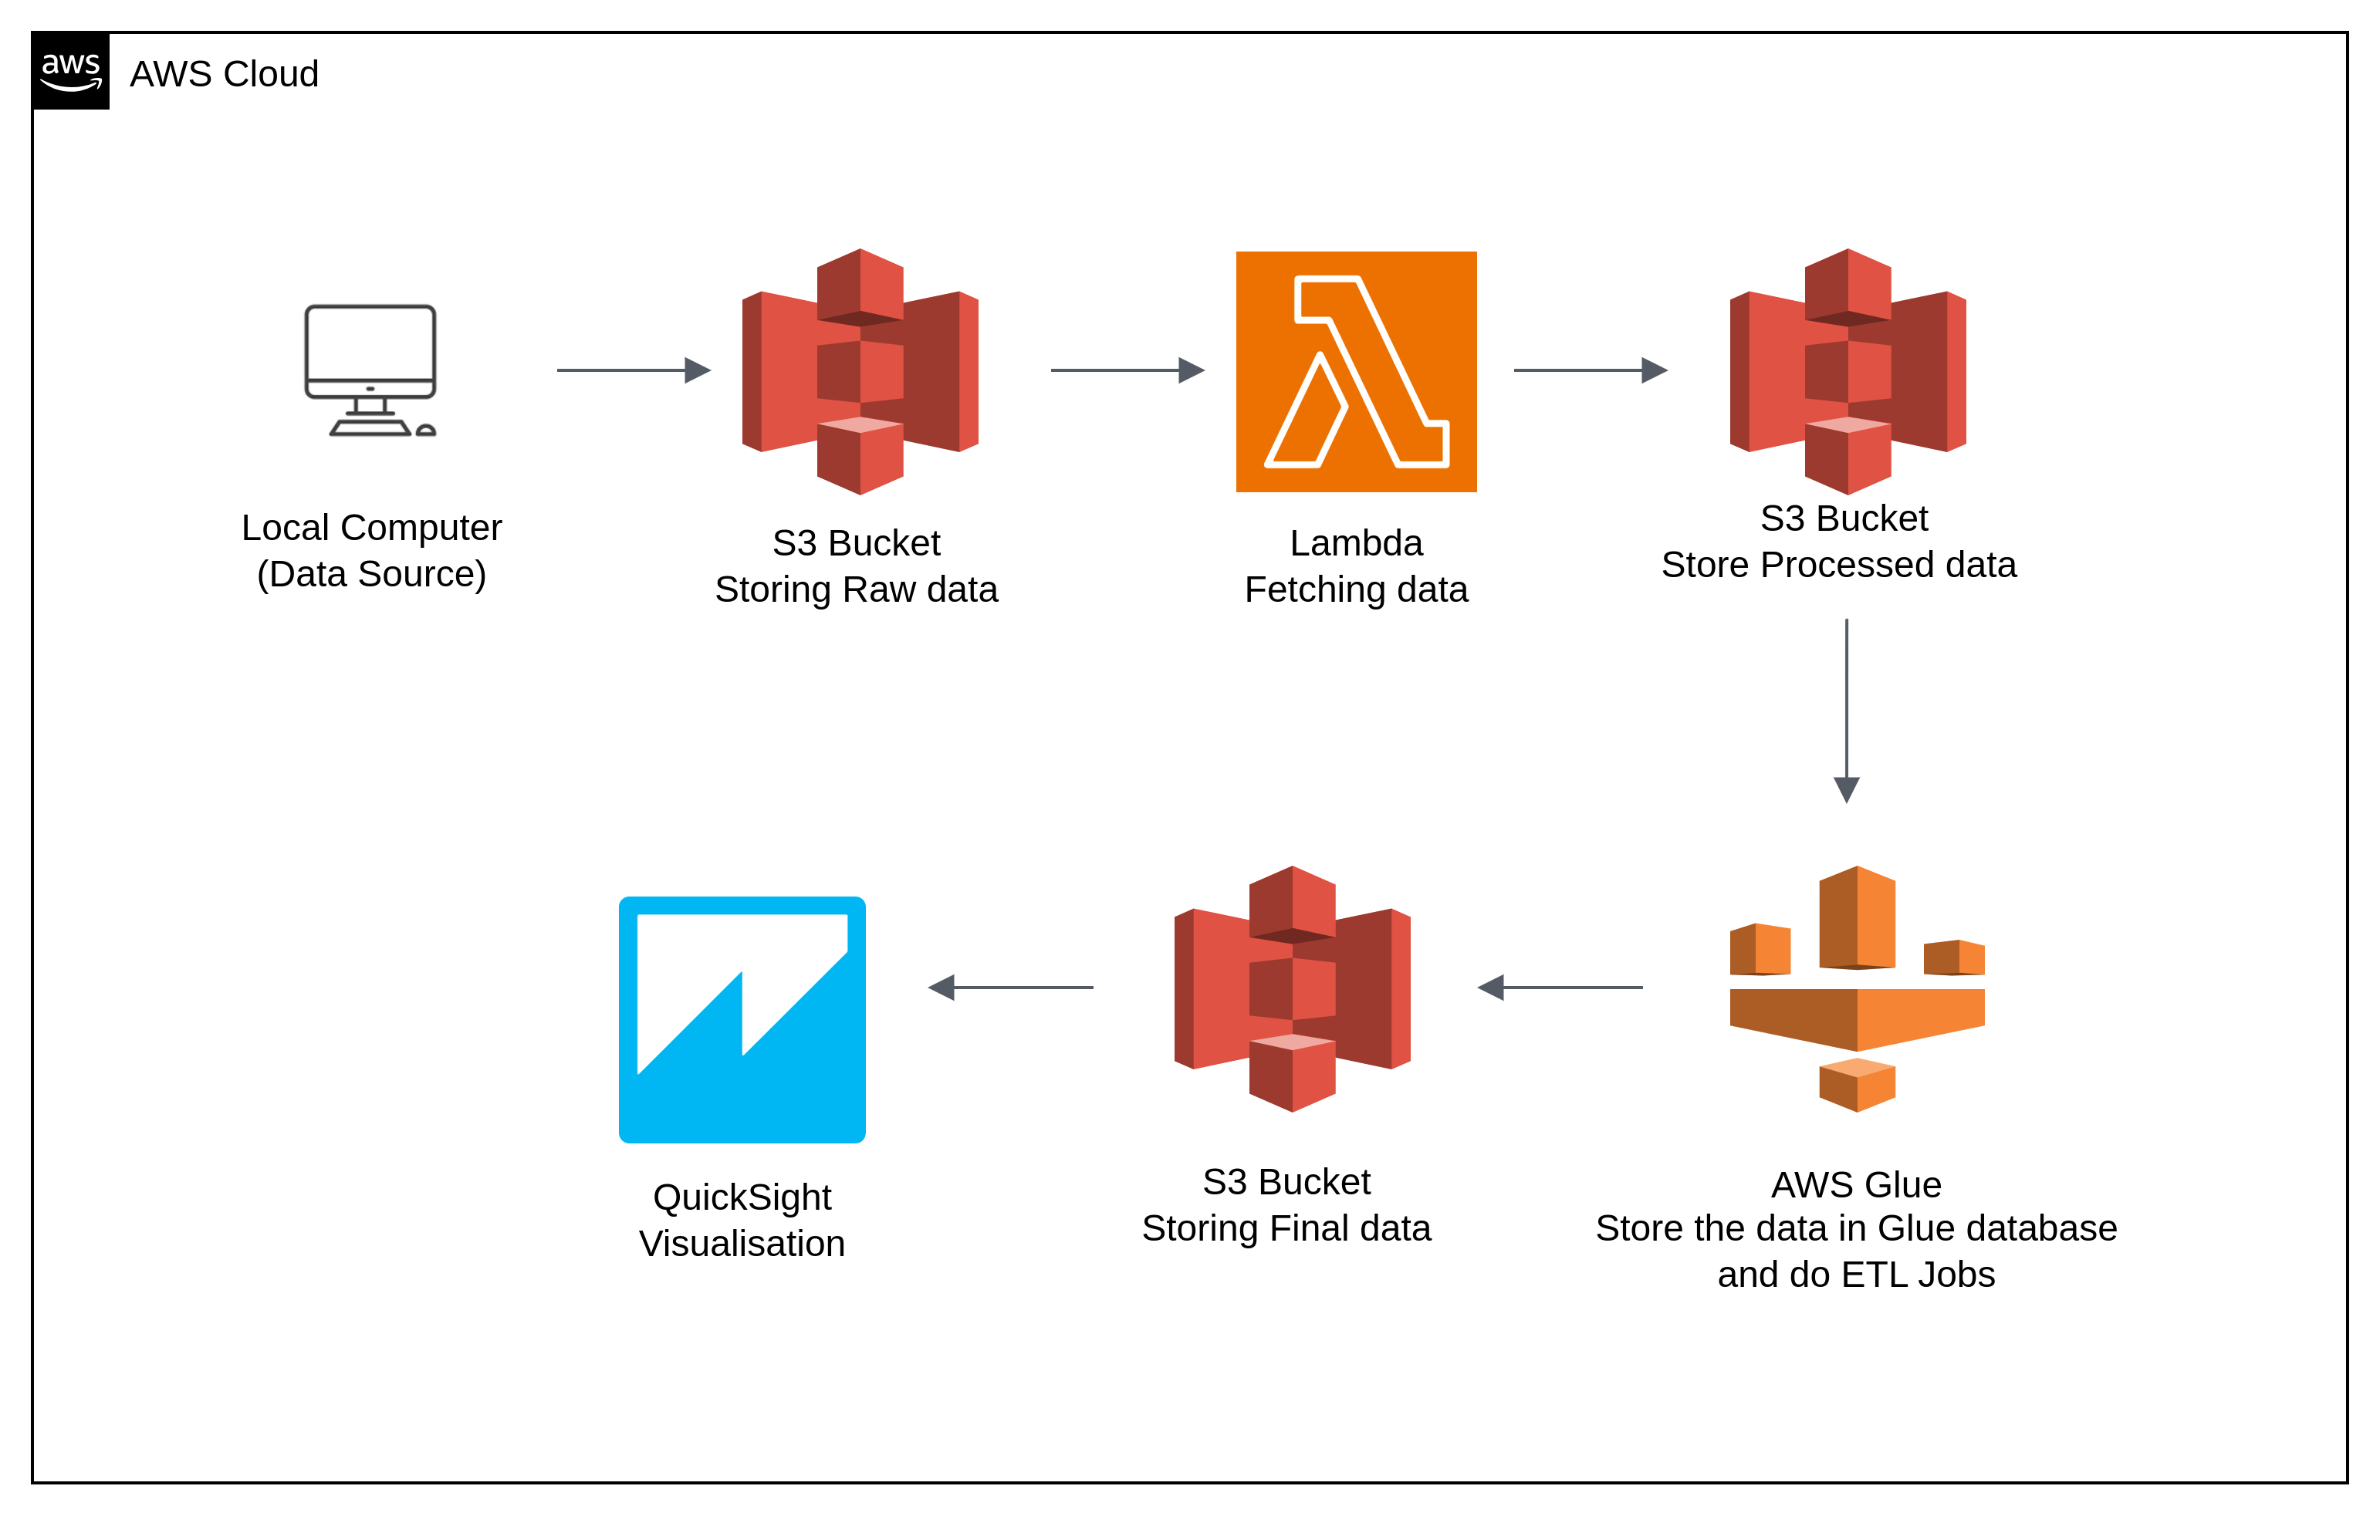 aws
AWS Cloud
Local Computer
(Data Source)
S3 Bucket
Storing Raw data
Lambda
Fetching data
S3 Bucket
Store Processed data
QuickSight
Visualisation
S3 Bucket
Storing Final data
AWS Glue
Store the data in Glue database
and do ETL Jobs